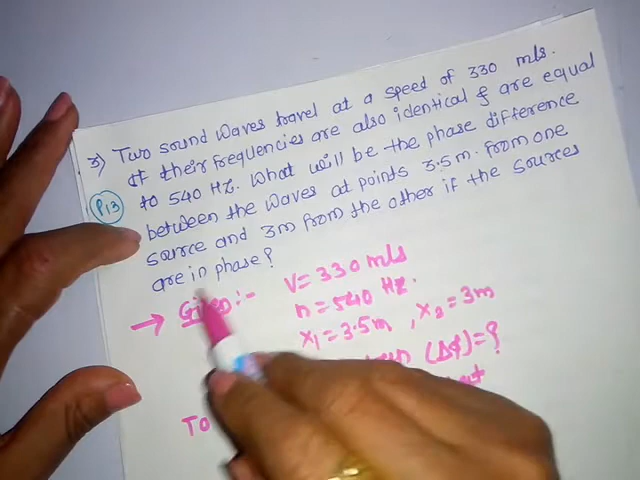 3) Two sound waves travel at a speed of 330 m/s.
If their frequencies are also identical & are equal
to 540 Hz. What will be the phase difference
P13 between the waves at points 3.5m. from one
source and 3m from the other if the sources
are in phase?
→ Given:- V = 330 m/s
n = 540 Hz.
x1 = 3.5m, x2 = 3m
(Δϕ)=?
To